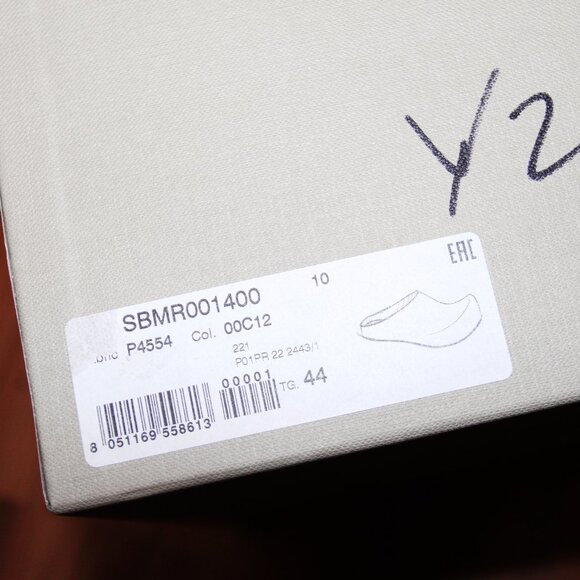 Y2
EAC
SBMR001400 10
P4554 Col. 00C12
221
P01PR 22 2443/1
00001 TG. 44
8 051169 558613